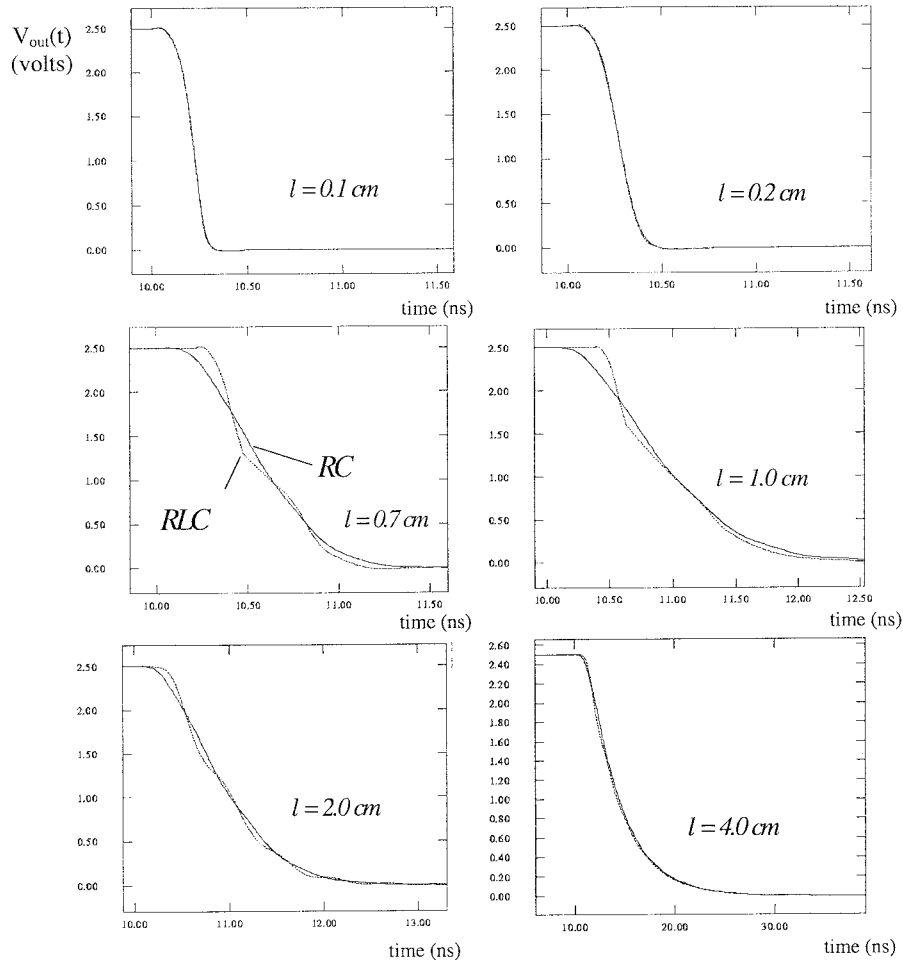 V_out(t)
(volts)
2.50
2.00
1.50
1.00
0.50
0.00
l = 0.1 cm
10.00 10.50 11.00 11.50
time (ns)
2.50
2.00
1.50
1.00
0.50
0.00
l = 0.2 cm
10.00 10.50 11.00 11.50
time (ns)
2.50
2.00
1.50
1.00
0.50
0.00
RC
RLC
l = 0.7 cm
10.00 10.50 11.00 11.50
time (ns)
2.50
2.00
1.50
1.00
0.50
0.00
l = 1.0 cm
10.00 10.50 11.00 11.50 12.00 12.50
time (ns)
2.50
2.00
1.50
1.00
0.50
0.00
l = 2.0 cm
10.00 11.00 12.00 13.00
time (ns)
2.60
2.40
2.20
2.00
1.80
1.60
1.40
1.20
1.00
0.80
0.60
0.40
0.20
0.00
l = 4.0 cm
10.00 20.00 30.00
time (ns)